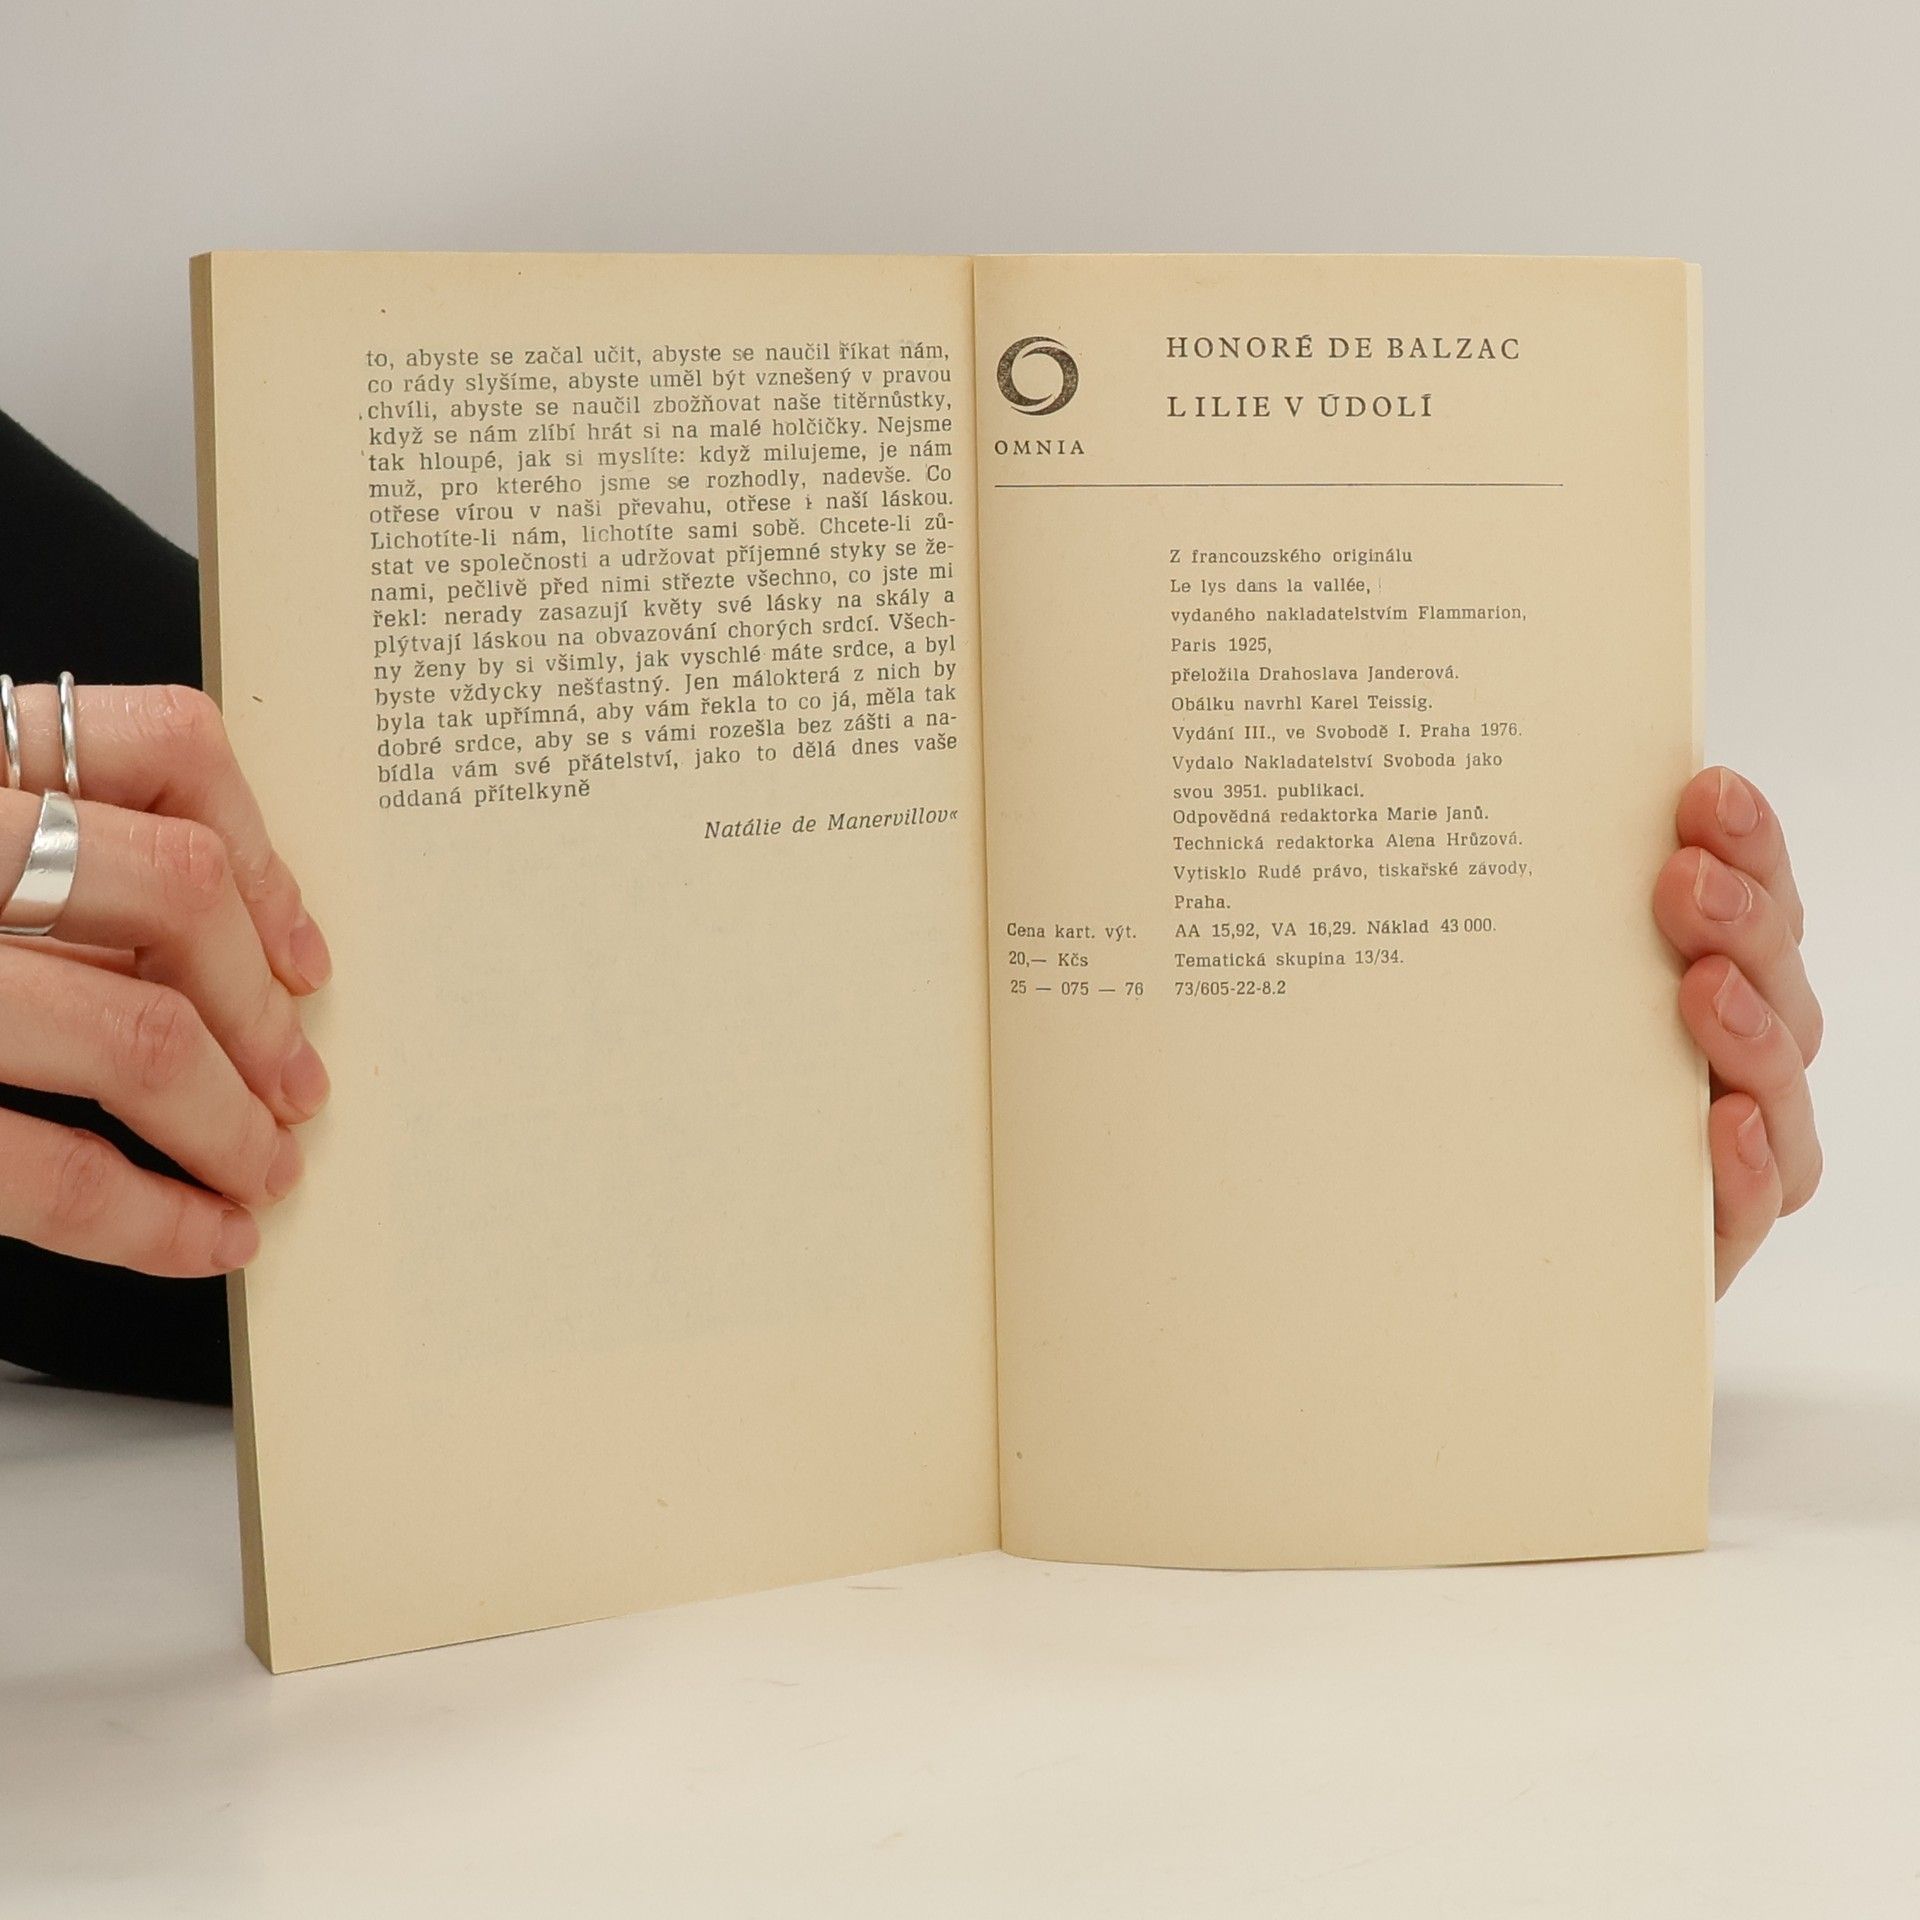 to, abyste se začal učit, abyste se naučil říkat nám,
co rády slyšíme, abyste uměl být vznešený v pravou
chvíli, abyste se naučil zbožňovat naše titěrnůstky,
když se nám zlíbí hrát si na malé holčičky. Nejsme
tak hloupé, jak si myslíte: když milujeme, je nám
muž, pro kterého jsme se rozhodly, nadevše. Co
otřese vírou v naši převahu, otřese i naší láskou.
Lichotíte-li nám, lichotíte sami sobě. Chcete-li zů-
stat ve společnosti a udržovat příjemné styky se že-
nami, pečlivě před nimi střezte všechno, co jste mi
řekl: nerady zasazují květy své lásky na skály a
plýtvají láskou na obvazování chorých srdcí. Všech-
ny ženy by si všimly, jak vyschlé máte srdce, a byl
byste vždycky nešťastný. Jen málokterá z nich by
byla tak upřímná, aby vám řekla to co já, měla tak
dobré srdce, aby se s vámi rozešla bez zášti a na-
bídla vám své přátelství, jako to dělá dnes vaše
oddaná přítelkyně
Natálie de Manervillov«
OMNIA
HONORÉ DE BALZAC
LILIE V ÚDOLÍ
Z francouzského originálu
Le lys dans la vallée,
vydaného nakladatelstvím Flammarion,
Paris 1925,
přeložila Drahoslava Janderová.
Obálku navrhl Karel Teissig.
Vydání III., ve Svobodě I. Praha 1976.
Vydalo Nakladatelství Svoboda jako
svou 3951. publikaci.
Odpovědná redaktorka Marie Janů.
Technická redaktorka Alena Hrůzová.
Vytisklo Rudé právo, tiskařské závody,
Praha.
Cena kart. výt. AA 15,92, VA 16,29. Náklad 43 000.
20,— Kčs Tematická skupina 13/34.
25 — 075 — 76 73/605-22-8.2